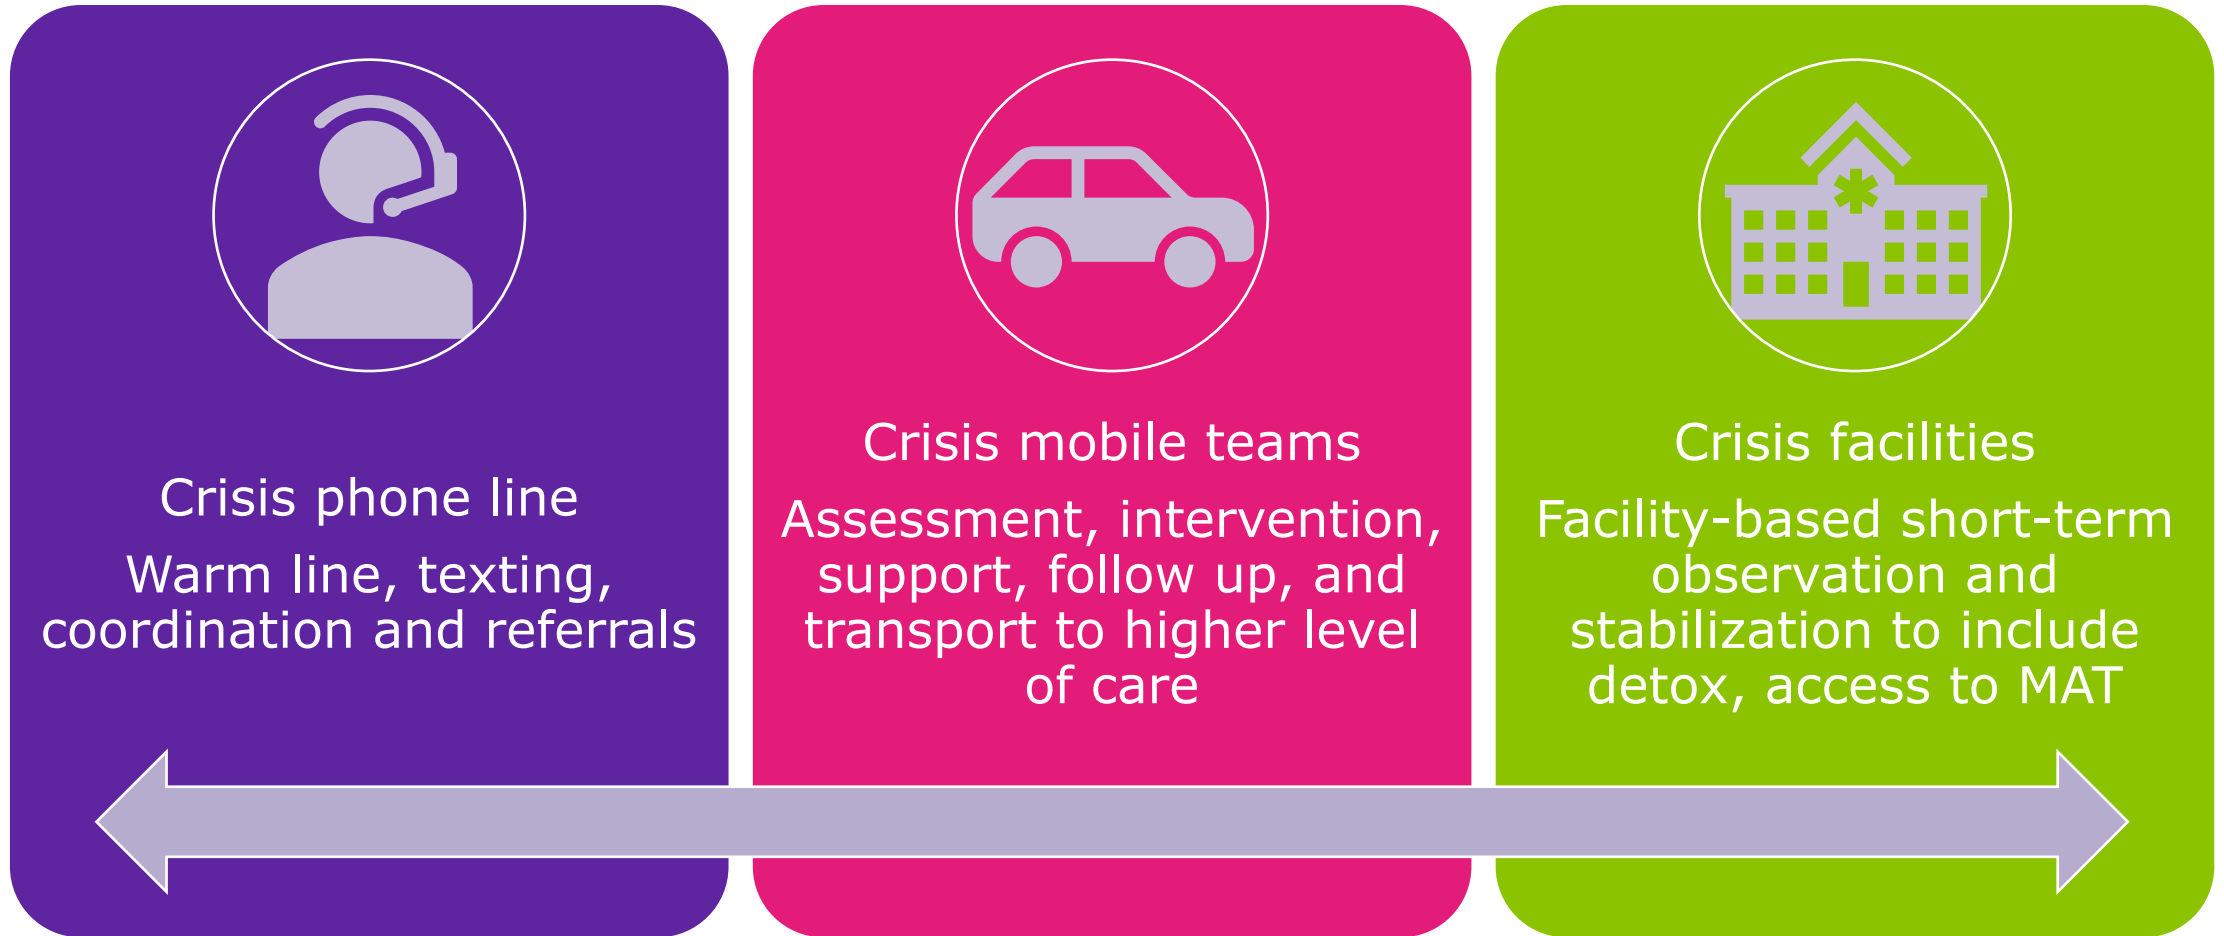 Crisis phone line
Warm line, texting,
coordination and referrals
Crisis mobile teams
Assessment, intervention,
support, follow up, and
transport to higher level
of care
Crisis facilities
Facility-based short-term
observation and
stabilization to include
detox, access to MAT